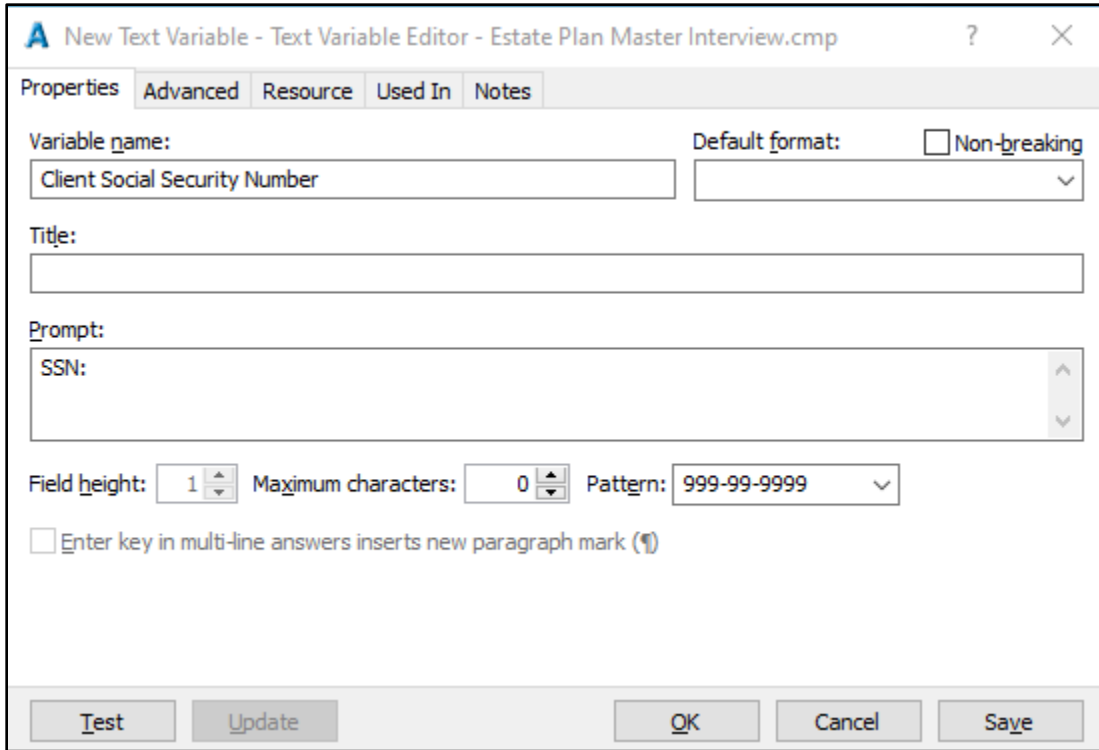 New Text Variable - Text Variable Editor - Estate Plan Master Interview.cmp ?
Properties Advanced Resource Used In Notes
Variable name: Default format: Non-breaking
Client Social Security Number
Title:
Prompt:
SSN:
Field height: 1 Maximum characters: 0 Pattern: 999-99-9999
Enter key in multi-line answers inserts new paragraph mark (¶)
Test Update OK Cancel Save